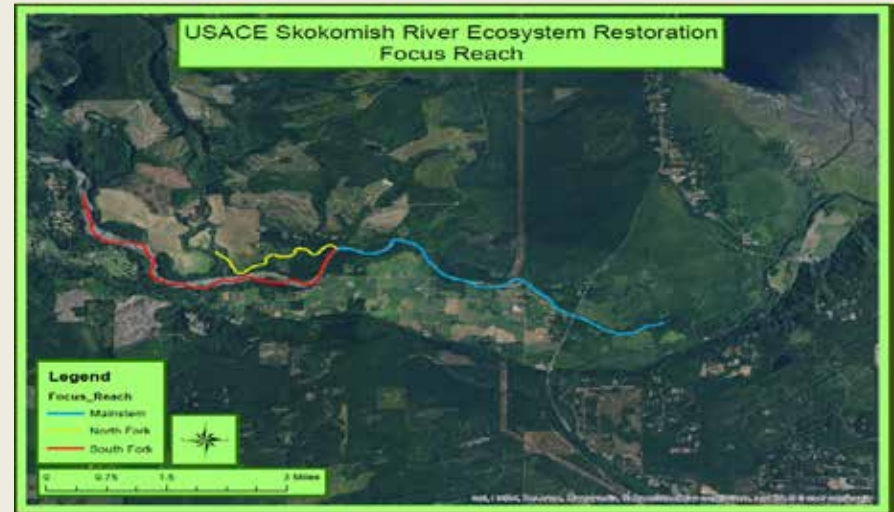 USACE Skokomish River Ecosystem Restoration
Focus Reach
Legend
Focus_Reach
Mainstem
North Fork
South Fork
0 0.75 1.5 3 Miles